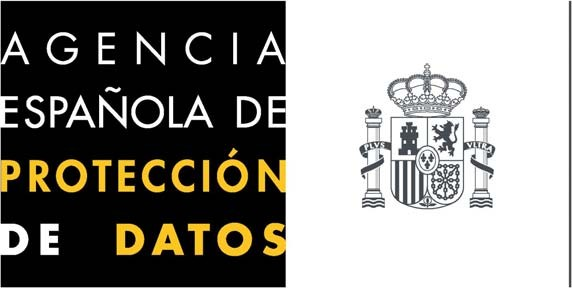 AGENCIA
ESPAÑOLA DE
PROTECCIÓN
DE DATOS
PLVS VLTRA